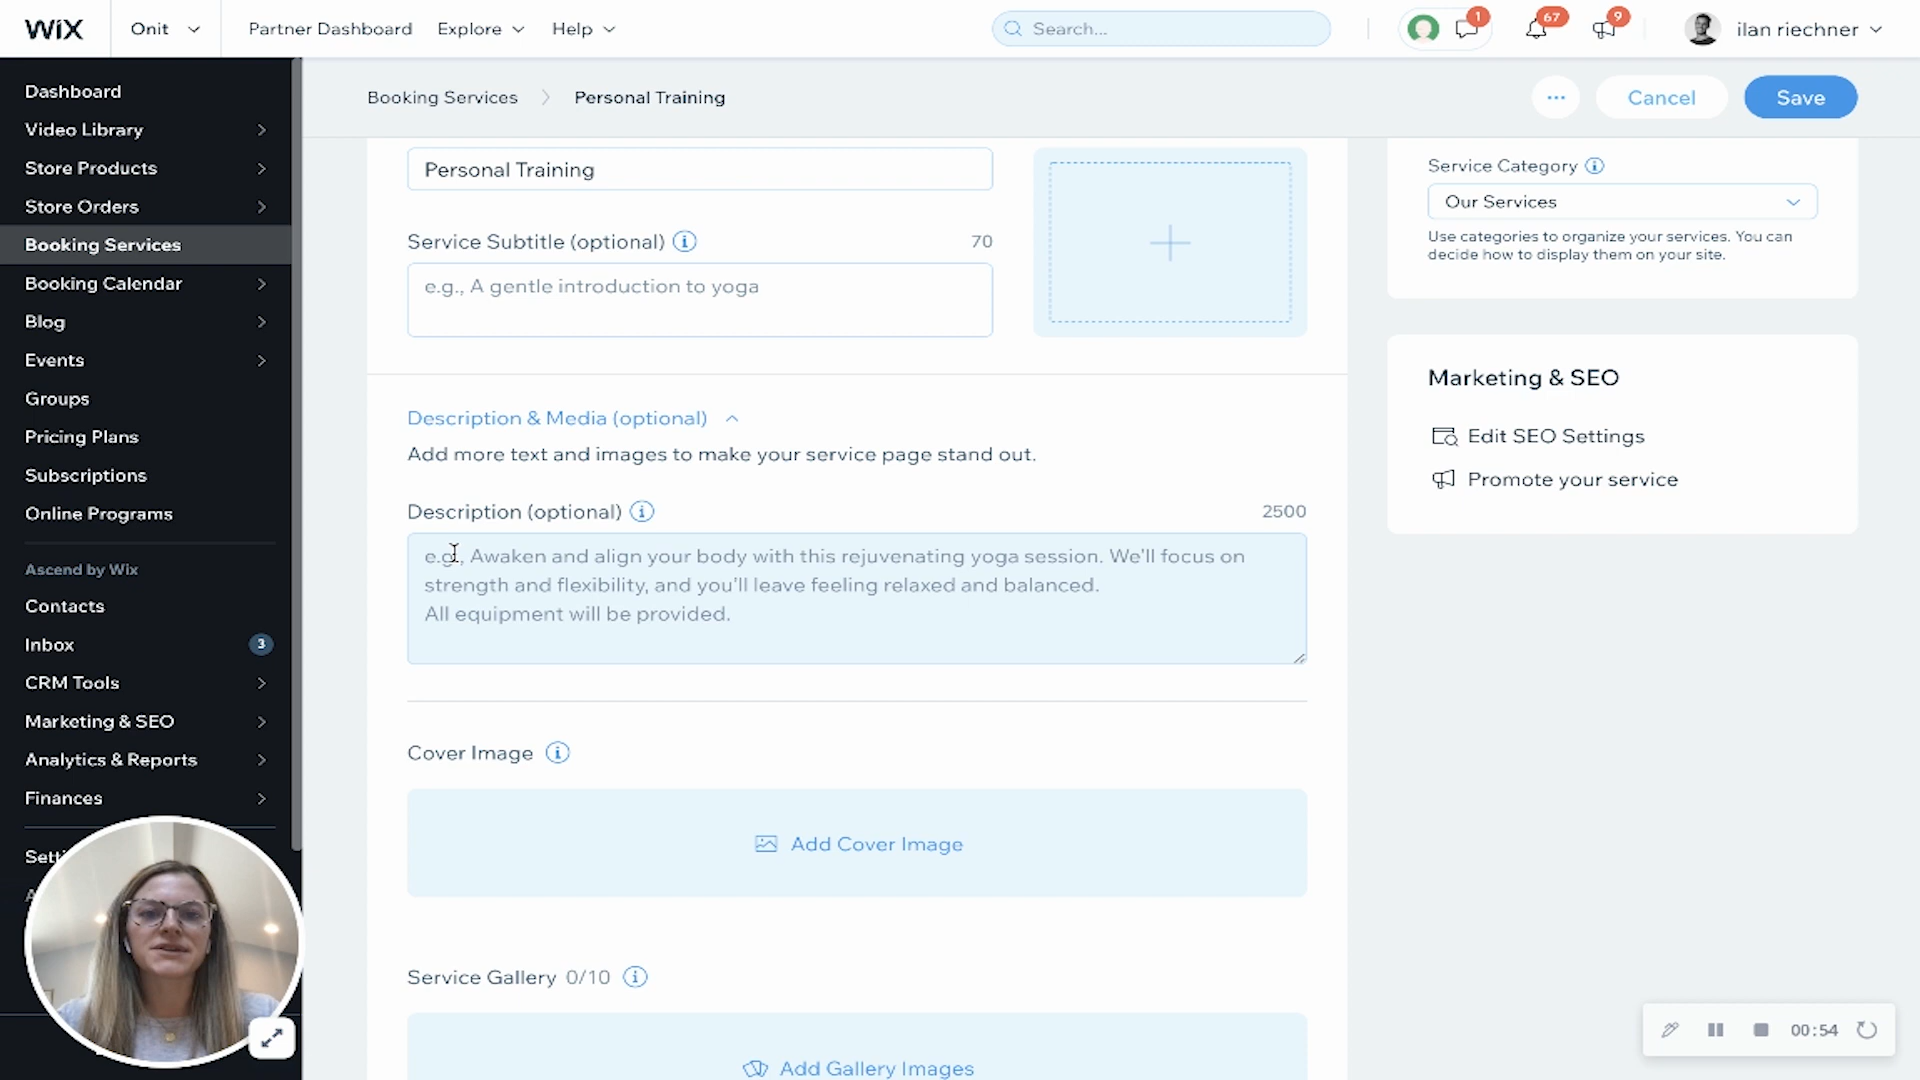 WiX
Onit
Partner Dashboard
Explore
Help
Search...
1
67
9
ilan riechner
Dashboard
Video Library
Store Products
Store Orders
Booking Services
Booking Calendar
Blog
Events
Groups
Pricing Plans
Subscriptions
Online Programs
Ascend by Wix
Contacts
Inbox
3
CRM Tools
Marketing & SEO
Analytics & Reports
Finances
Booking Services
Personal Training
...
Cancel
Save
Personal Training
Service Subtitle (optional)
70
e.g., A gentle introduction to yoga
Description & Media (optional)
Add more text and images to make your service page stand out.
Description (optional)
2500
e.g., Awaken and align your body with this rejuvenating yoga session. We'll focus on
strength and flexibility, and you'll leave feeling relaxed and balanced.
All equipment will be provided.
Cover Image
Add Cover Image
Service Gallery 0/10
Add Gallery Images
Service Category
Our Services
Use categories to organize your services. You can
decide how to display them on your site.
Marketing & SEO
Edit SEO Settings
Promote your service
00:54